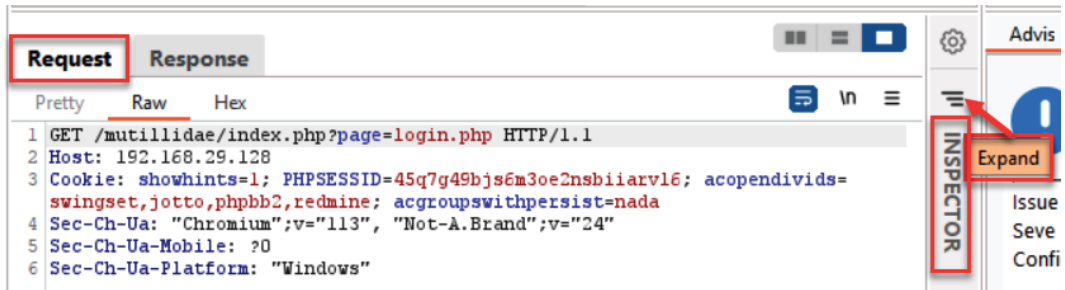 Request Response
Pretty Raw Hex \n
1 GET /mutillidae/index.php?page=login.php HTTP/1.1
2 Host: 192.168.29.128
3 Cookie: showhints=1; PHPSESSID=45q7g49bjs6m3oe2nsbiiarvl6; acopendivids=
swingset,jotto,phpbb2,redmine; acgroupswithpersist=nada
4 Sec-Ch-Ua: "Chromium";v="113", "Not-A.Brand";v="24"
5 Sec-Ch-Ua-Mobile: ?0
6 Sec-Ch-Ua-Platform: "Windows"
INSPECTOR
Expand
Advis
Issue
Seve
Confi